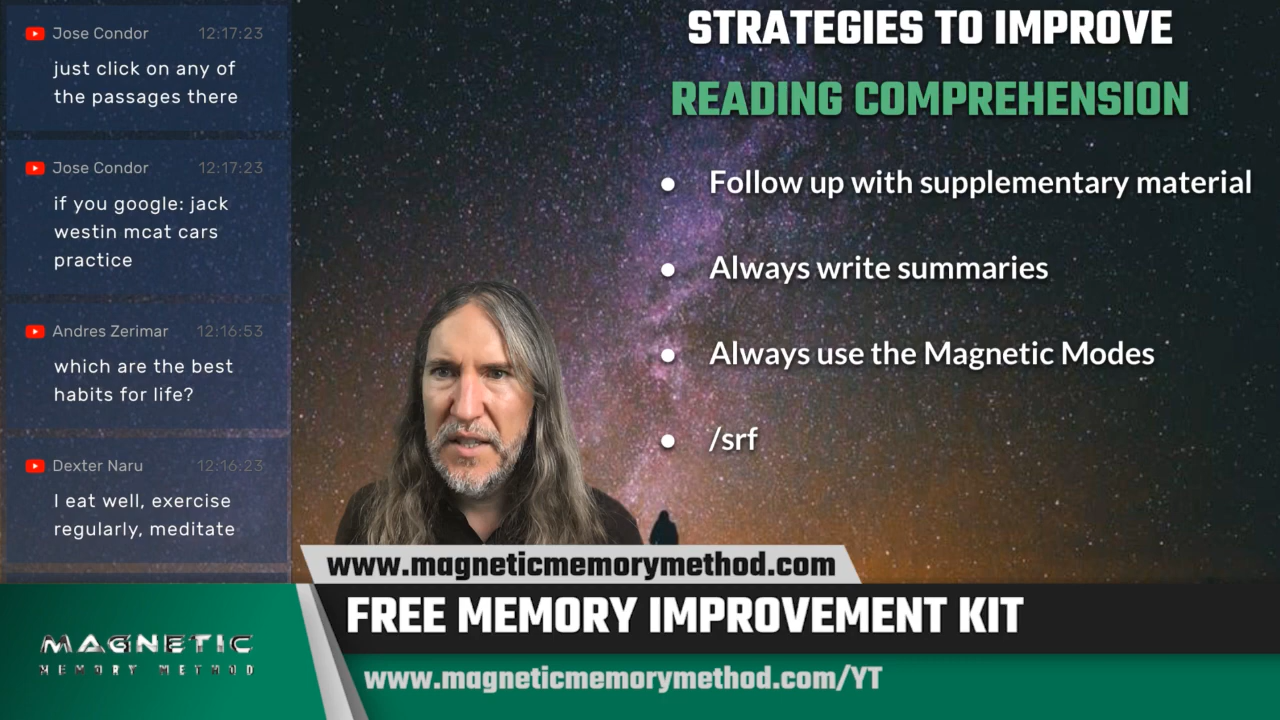 Jose Condor 12:17:23
just click on any of
the passages there
Jose Condor 12:17:23
if you google: jack
westin mcat cars
practice
Andres Zerimar 12:16:53
which are the best
habits for life?
Dexter Naru 12:16:23
I eat well, exercise
regularly, meditate
STRATEGIES TO IMPROVE
READING COMPREHENSION
● Follow up with supplementary material
● Always write summaries
● Always use the Magnetic Modes
● /srf
www.magneticmemorymethod.com
FREE MEMORY IMPROVEMENT KIT
www.magneticmemorymethod.com/YT
MAGNETIC
MEMORY METHOD